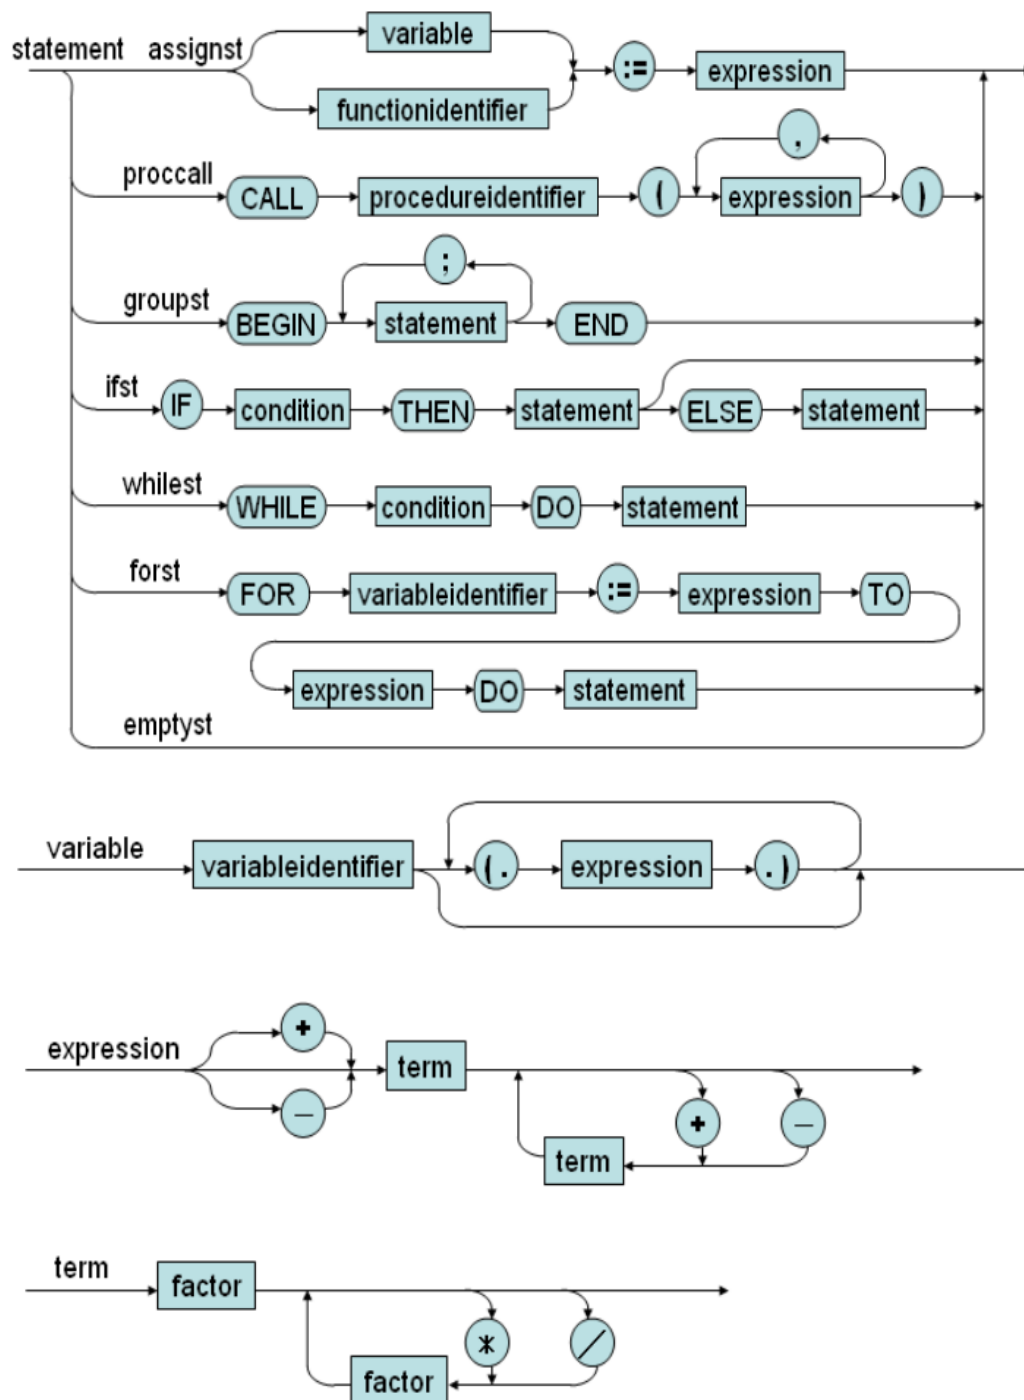 statement assignst variable := expression
functionidentifier
proccall CALL procedureidentifier ( expression , )
groupst BEGIN statement ; END
ifst IF condition THEN statement ELSE statement
whilest WHILE condition DO statement
forst FOR variableidentifier := expression TO
expression DO statement
emptyst
variable variableidentifier (. expression .)
expression + − term + −
term
term factor * /
factor